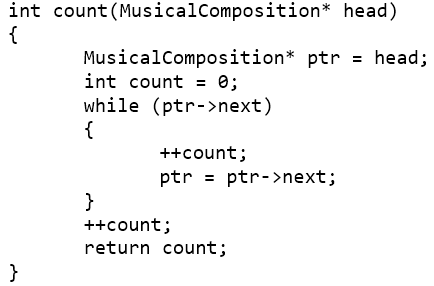 int count(MusicalComposition* head)
{
MusicalComposition* ptr = head;
int count = 0;
while (ptr->next)
{
++count;
ptr = ptr->next;
}
++count;
return count;
}